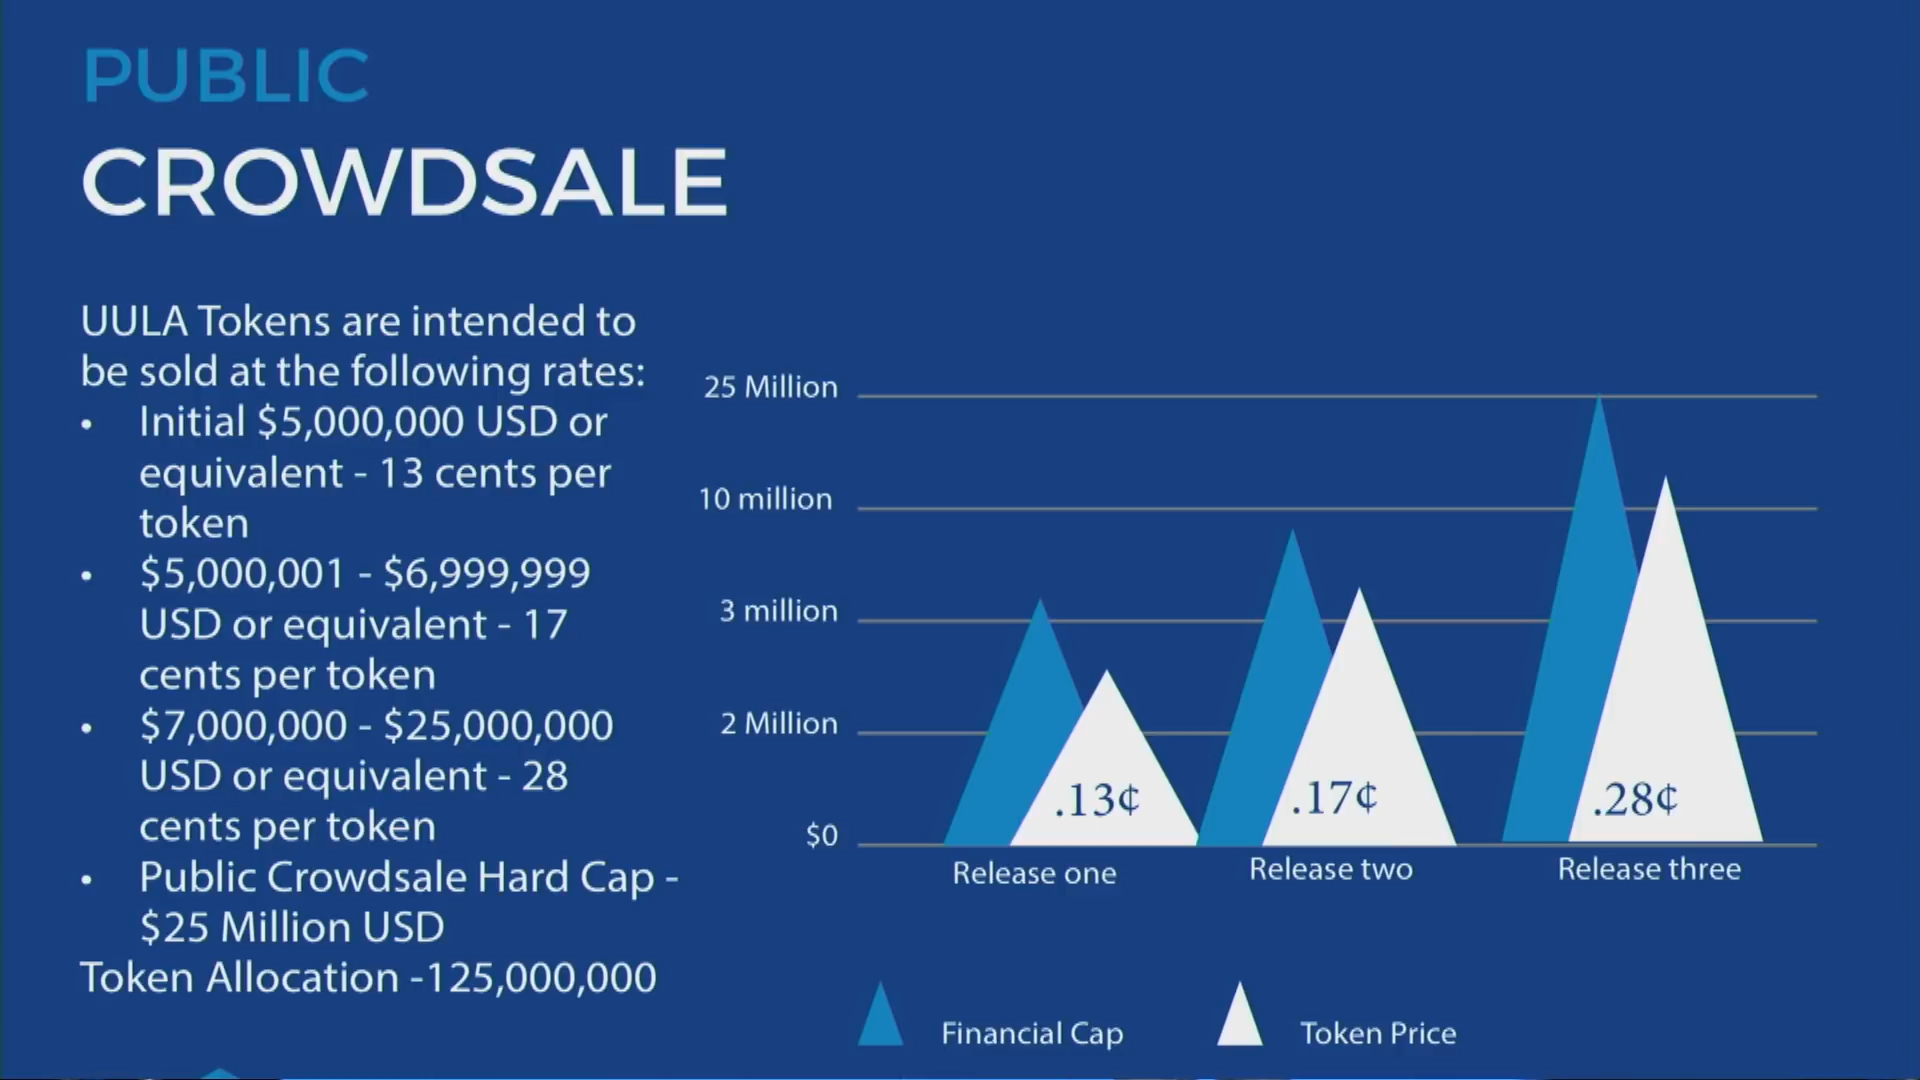 PUBLIC
CROWDSALE
UULA Tokens are intended to
be sold at the following rates:
• Initial $5,000,000 USD or
equivalent - 13 cents per
token
• $5,000,001 - $6,999,999
USD or equivalent - 17
cents per token
• $7,000,000 - $25,000,000
USD or equivalent - 28
cents per token
• Public Crowdsale Hard Cap -
$25 Million USD
Token Allocation -125,000,000
25 Million
10 million
3 million
2 Million
$0
.13¢
.17¢
.28¢
Release one
Release two
Release three
Financial Cap
Token Price